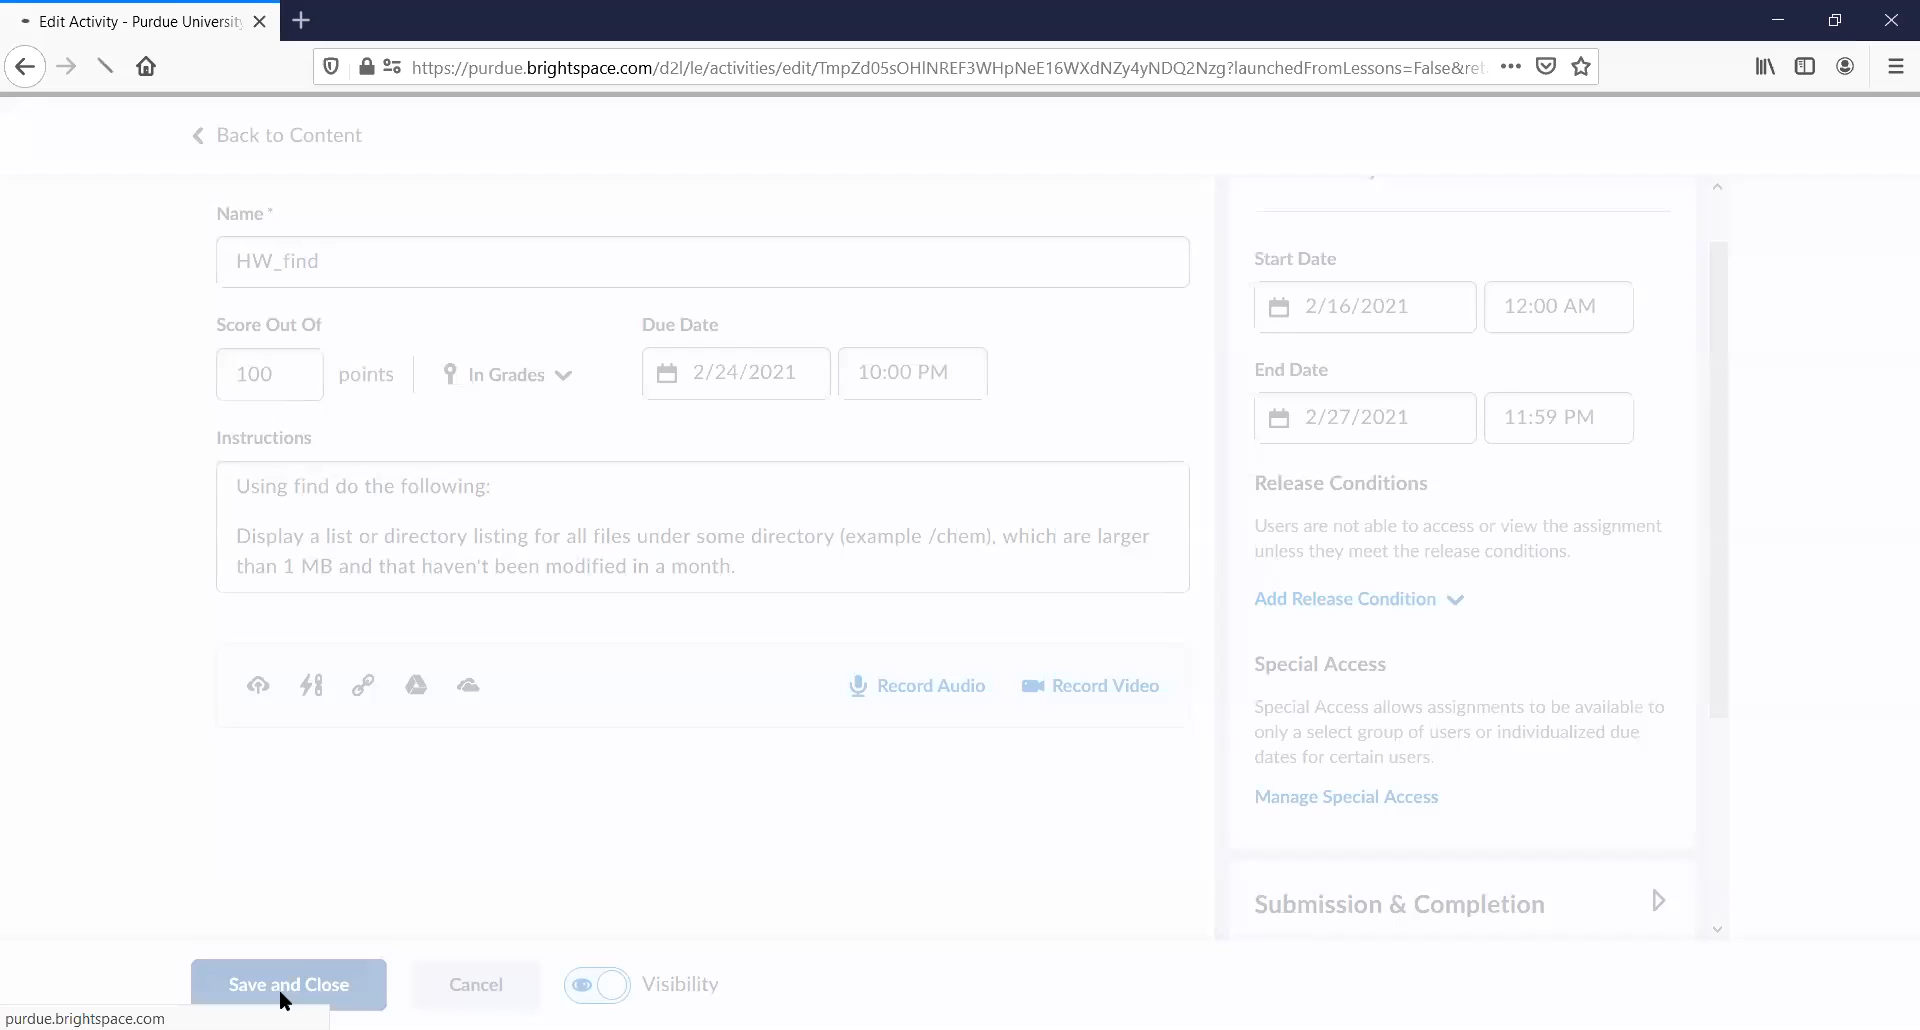 Edit Activity - Purdue University
https://purdue.brightspace.com/d2l/le/activities/edit/TmpZd05sOHlNREF3WHpNeE16WXdNZy4yNDQ2Nzg?launchedFromLessons=False&ret
Back to Content
Name *
HW_find
Score Out Of
Due Date
100 points
In Grades
2/24/2021
10:00 PM
Instructions
Using find do the following:
Display a list or directory listing for all files under some directory (example /chem), which are larger
than 1 MB and that haven't been modified in a month.
Record Audio
Record Video
Start Date
2/16/2021
12:00 AM
End Date
2/27/2021
11:59 PM
Release Conditions
Users are not able to access or view the assignment
unless they meet the release conditions.
Add Release Condition
Special Access
Special Access allows assignments to be available to
only a select group of users or individualized due
dates for certain users.
Manage Special Access
Submission & Completion
Save and Close
Cancel
Visibility
purdue.brightspace.com